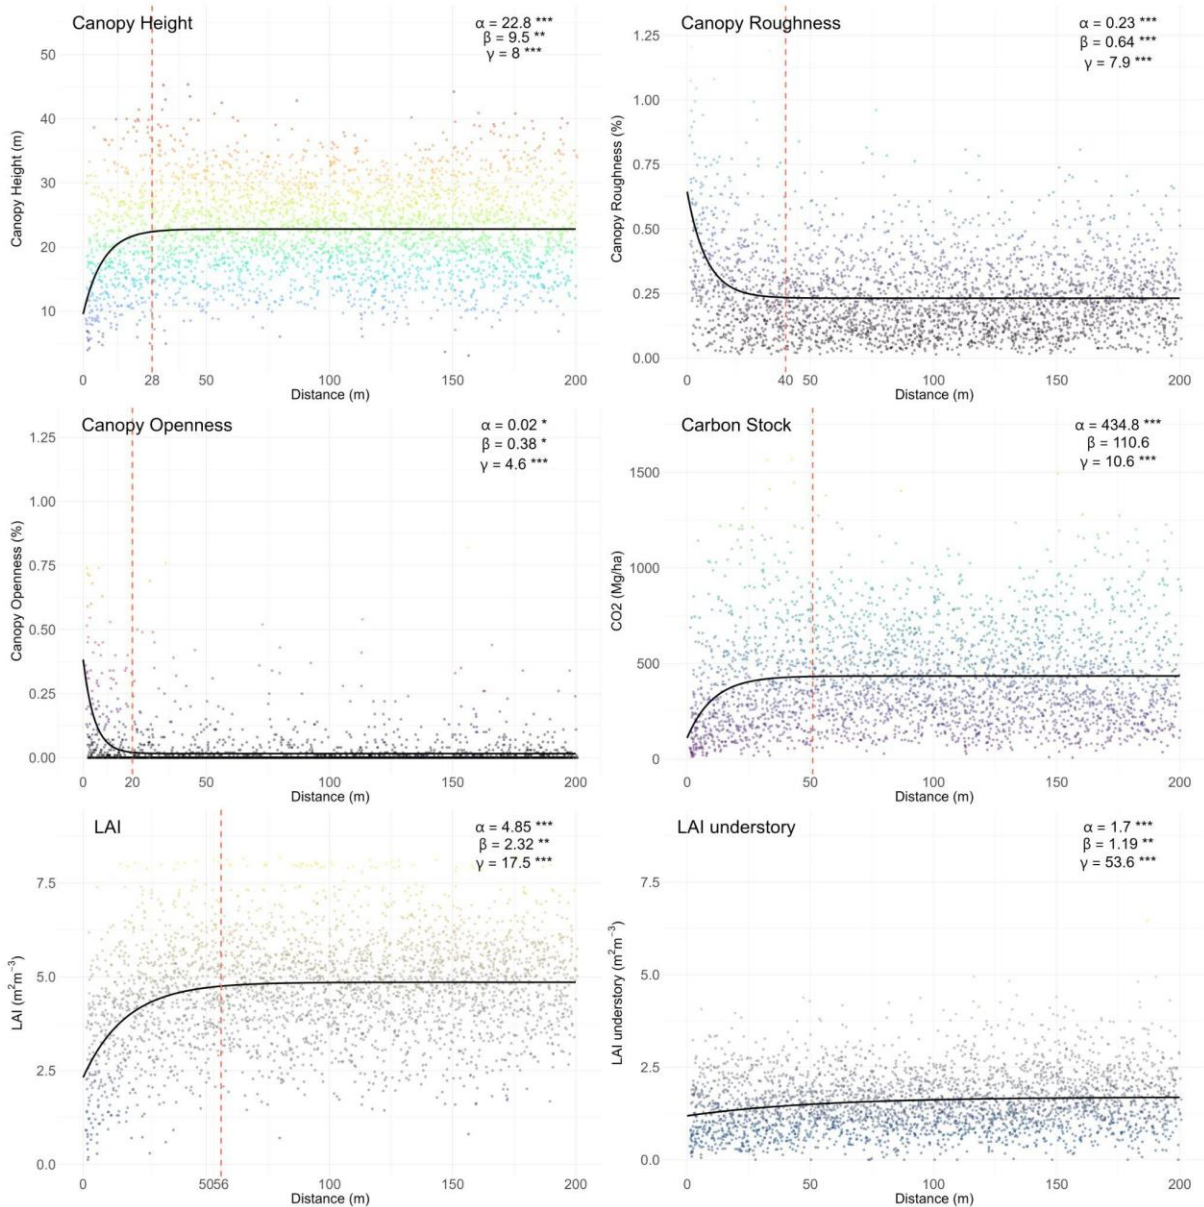 Canopy Height
α = 22.8 ***
β = 9.5 **
γ = 8 ***
50
40
30
20
10
Canopy Height (m)
0 28 50 100 150 200
Distance (m)
Canopy Roughness
α = 0.23 ***
β = 0.64 ***
γ = 7.9 ***
1.25
1.00
0.75
0.50
0.25
0.00
Canopy Roughness (%)
0 40 50 100 150 200
Distance (m)
Canopy Openness
α = 0.02 *
β = 0.38 *
γ = 4.6 ***
1.25
1.00
0.75
0.50
0.25
0.00
Canopy Openness (%)
0 20 50 100 150 200
Distance (m)
Carbon Stock
α = 434.8 ***
β = 110.6
γ = 10.6 ***
1500
1000
500
0
CO2 (Mg/ha)
0 50 100 150 200
Distance (m)
LAI
α = 4.85 ***
β = 2.32 **
γ = 17.5 ***
7.5
5.0
2.5
0.0
LAI (m²m⁻³)
0 5056 100 150 200
Distance (m)
LAI understory
α = 1.7 ***
β = 1.19 **
γ = 53.6 ***
7.5
5.0
2.5
0.0
LAI understory (m²m⁻³)
0 50 100 150 200
Distance (m)